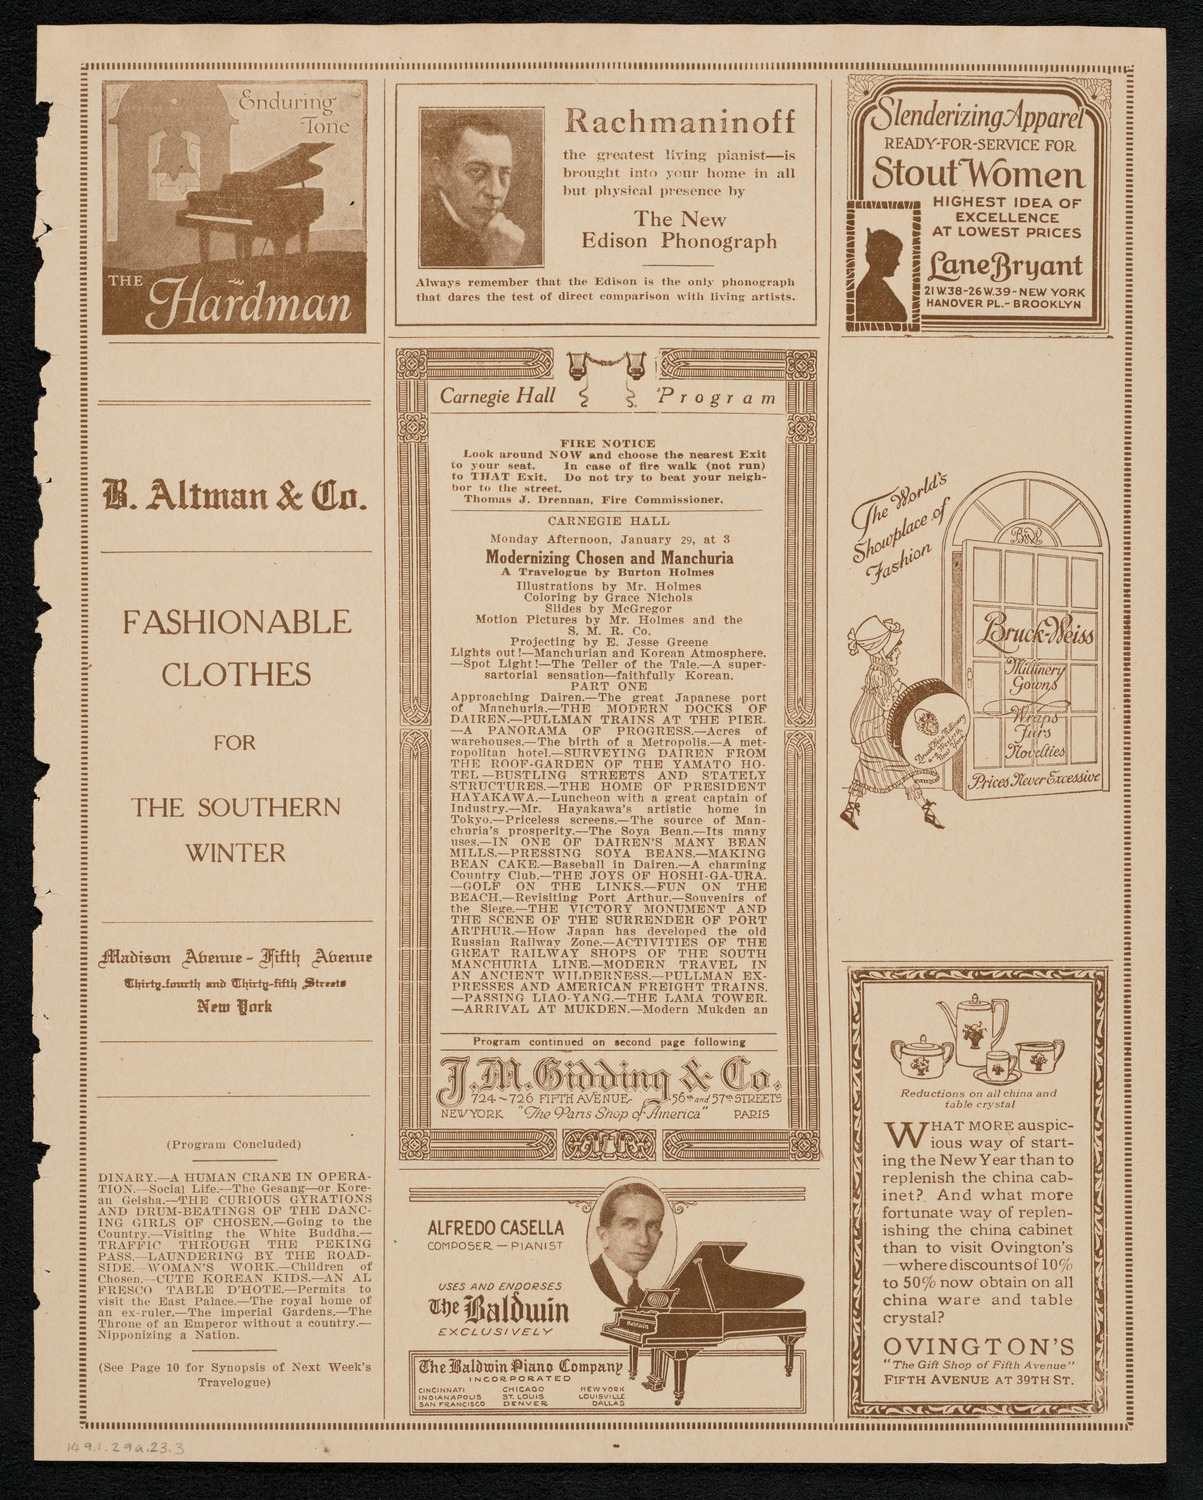 Enduring
Tone
THE
Hardman
B. Altman & Co.
FASHIONABLE
CLOTHES
FOR
THE SOUTHERN
WINTER
Madison Avenue - Fifth Avenue
Thirty-fourth and Thirty-fifth Streets
New York
(Program Concluded)
DINARY.—A HUMAN CRANE IN OPERA-
TION.—Social Life.—The Gesang—or Kore-
an Geisha.—THE CURIOUS GYRATIONS
AND DRUM-BEATINGS OF THE DANC-
ING GIRLS OF CHOSEN.—Going to the
Country.—Visiting the White Buddha.—
TRAFFIC THROUGH THE PEKING
PASS.—LAUNDERING BY THE ROAD-
SIDE.—WOMAN'S WORK.—Children of
Chosen.—CUTE KOREAN KIDS.—AN AL
FRESCO TABLE D'HOTE.—Permits to
visit the East Palace.—The royal home of
an ex-ruler.—The Imperial Gardens.—The
Throne of an Emperor without a country.—
Nipponizing a Nation.
(See Page 10 for Synopsis of Next Week's
Travelogue)
Rachmaninoff
the greatest living pianist—is
brought into your home in all
but physical presence by
The New
Edison Phonograph
Always remember that the Edison is the only phonograph
that dares the test of direct comparison with living artists.
Carnegie Hall Program
FIRE NOTICE
Look around NOW and choose the nearest Exit
to your seat. In case of fire walk (not run)
to THAT Exit. Do not try to beat your neigh-
bor to the street.
Thomas J. Drennan, Fire Commissioner.
CARNEGIE HALL
Monday Afternoon, January 29, at 3
Modernizing Chosen and Manchuria
A Travelogue by Burton Holmes
Illustrations by Mr. Holmes
Coloring by Grace Nichols
Slides by McGregor
Motion Pictures by Mr. Holmes and the
S. M. R. Co.
Projecting by E. Jesse Greene
Lights out!—Manchurian and Korean Atmosphere.
—Spot Light!—The Teller of the Tale.—A super-
sartorial sensation—faithfully Korean.
PART ONE
Approaching Dairen.—The great Japanese port
of Manchuria.—THE MODERN DOCKS OF
DAIREN.—PULLMAN TRAINS AT THE PIER.
—A PANORAMA OF PROGRESS.—Acres of
warehouses.—The birth of a Metropolis.—A met-
ropolitan hotel.—SURVEYING DAIREN FROM
THE ROOF-GARDEN OF THE YAMATO HO-
TEL—BUSTLING STREETS AND STATELY
STRUCTURES.—THE HOME OF PRESIDENT
HAYAKAWA.—Luncheon with a great captain of
Industry.—Mr. Hayakawa's artistic home in
Tokyo.—Priceless screens.—The source of Man-
churia's prosperity.—The Soya Bean.—Its many
uses.—IN ONE OF DAIREN'S MANY BEAN
MILLS.—PRESSING SOYA BEANS.—MAKING
BEAN CAKE.—Baseball in Dairen.—A charming
Country Club.—THE JOYS OF HOSHI-GA-URA.
—GOLF ON THE LINKS.—FUN ON THE
BEACH.—Revisiting Port Arthur.—Souvenirs of
the Siege.—THE VICTORY MONUMENT AND
THE SCENE OF THE SURRENDER OF PORT
ARTHUR.—How Japan has developed the old
Russian Railway Zone.—ACTIVITIES OF THE
GREAT RAILWAY SHOPS OF THE SOUTH
MANCHURIA LINE.—MODERN TRAVEL IN
AN ANCIENT WILDERNESS.—PULLMAN EX-
PRESSES AND AMERICAN FREIGHT TRAINS.
—PASSING LIAO-YANG.—THE LAMA TOWER.
—ARRIVAL AT MUKDEN.—Modern Mukden an
Program continued on second page following
J. M. Gidding & Co.
724-726 FIFTH AVENUE 56th and 57th STREETS
NEW YORK "The Paris Shop of America" PARIS
ALFREDO CASELLA
COMPOSER — PIANIST
USES AND ENDORSES
The Baldwin
EXCLUSIVELY
Baldwin
The Baldwin Piano Company
INCORPORATED
CINCINNATI CHICAGO NEW YORK
INDIANAPOLIS ST. LOUIS LOUISVILLE
SAN FRANCISCO DENVER DALLAS
Slenderizing Apparel
READY-FOR-SERVICE FOR
Stout Women
HIGHEST IDEA OF
EXCELLENCE
AT LOWEST PRICES
Lane Bryant
21 W.38-26 W.39-NEW YORK
HANOVER PL.- BROOKLYN
The World's
Showplace of
Fashion
B&W
Bruck-Weiss
Millinery
Gowns
Wraps
Furs
Novelties
Prices Never Excessive
Reductions on all china and
table crystal
WHAT MORE auspic-
ious way of start-
ing the New Year than to
replenish the china cab-
inet? And what more
fortunate way of replen-
ishing the china cabinet
than to visit Ovington's
—where discounts of 10%
to 50% now obtain on all
china ware and table
crystal?
OVINGTON'S
"The Gift Shop of Fifth Avenue"
FIFTH AVENUE AT 39TH ST.
149.1.29a.23.3